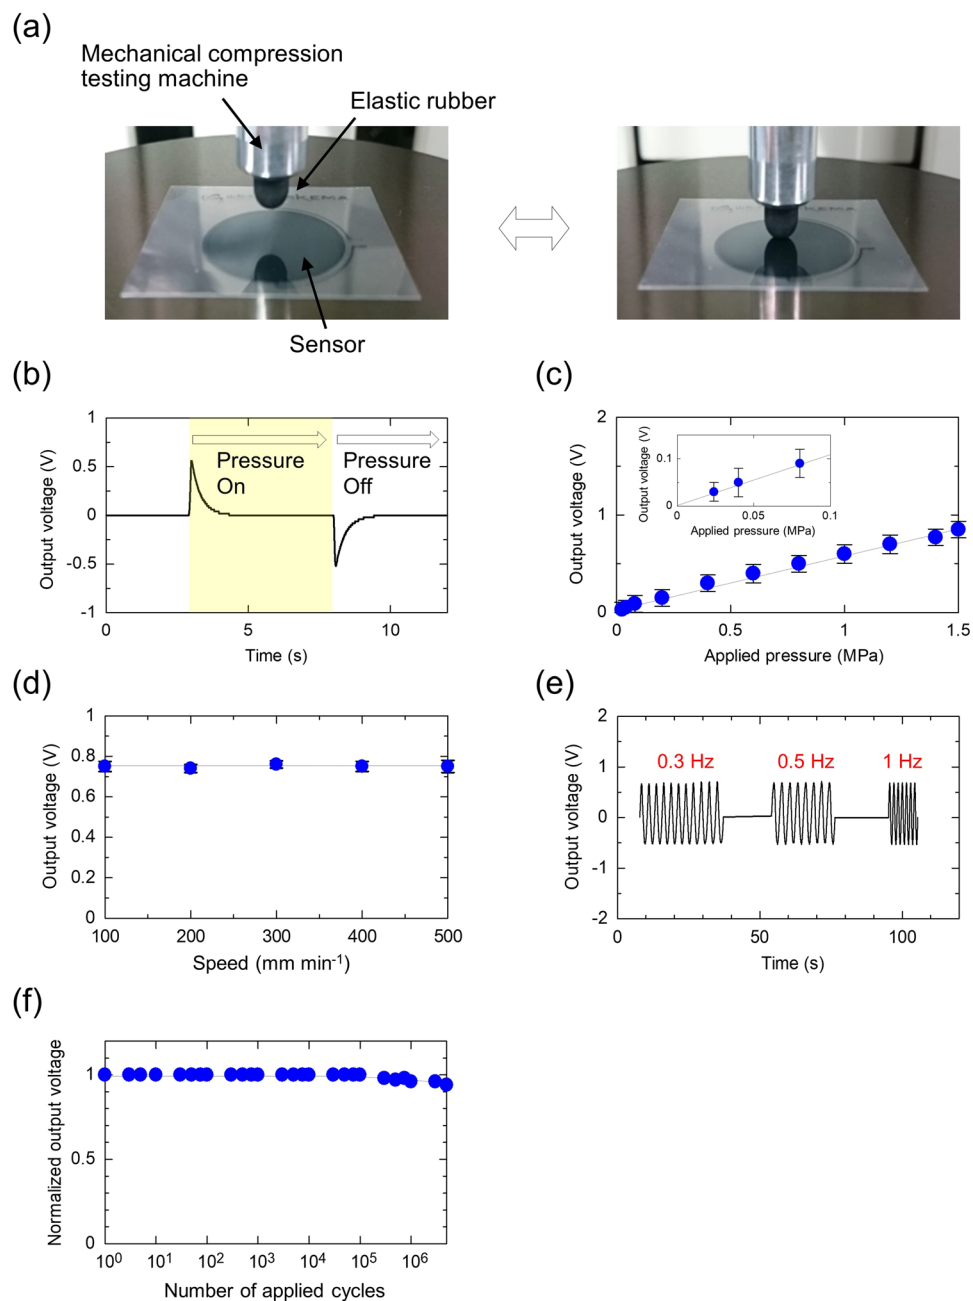 (a)
Mechanical compression
testing machine
Elastic rubber
Sensor
(b)
1
0.5
0
-0.5
-1
Output voltage (V)
Pressure
On
Pressure
Off
0
5
10
Time (s)
(c)
2
1
0
Output voltage (V)
0.1
0
Output voltage (V)
0
0.05
0.1
Applied pressure (MPa)
0
0.5
1
1.5
Applied pressure (MPa)
(d)
1
0.8
0.6
0.4
0.2
0
Output voltage (V)
100
200
300
400
500
Speed (mm min⁻¹)
(e)
2
1
0
-1
-2
Output voltage (V)
0.3 Hz
0.5 Hz
1 Hz
0
50
100
Time (s)
(f)
1
0.5
0
Normalized output voltage
10⁰
10¹
10²
10³
10⁴
10⁵
10⁶
Number of applied cycles